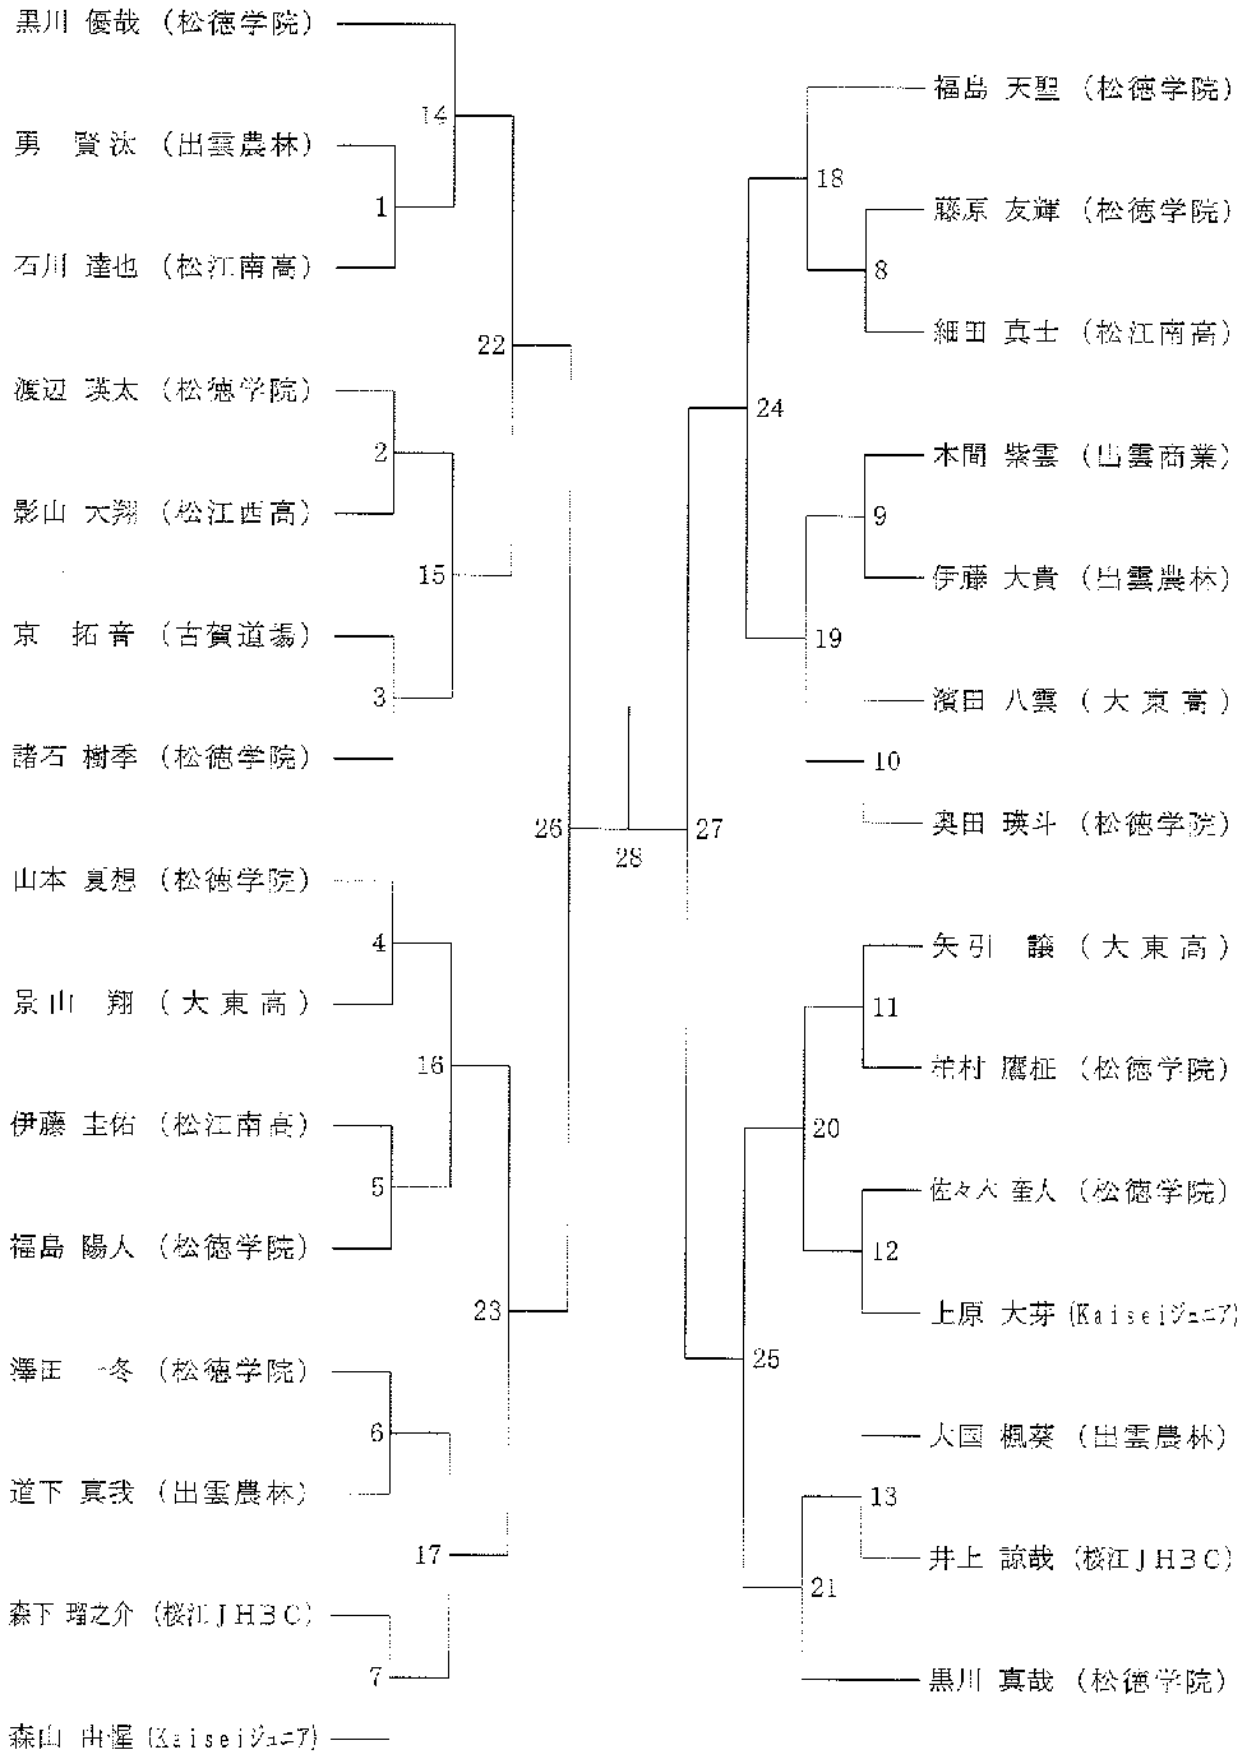 黒川 優哉 (松徳学院)
14
勇 賢汰 (出雲農林)
1
石川 達也 (松江南高)
22
渡辺 瑛太 (松徳学院)
2
影山 大翔 (松江西高)
15
京 拓音 (古賀道場)
3
諸石 樹季 (松徳学院)
26
28
山本 夏想 (松徳学院)
4
景山 翔 (大東高)
16
伊藤 圭佑 (松江南高)
5
福島 陽人 (松徳学院)
23
澤田 一冬 (松徳学院)
6
道下 真我 (出雲農林)
17
森下 瑠之介 (桜江JHBC)
7
森山 (Kaiseiジュニア)
福島 天聖 (松徳学院)
18
藤原 友輝 (松徳学院)
8
細田 真士 (松江南高)
24
本間 紫雲 (出雲商業)
9
伊藤 大貴 (出雲農林)
19
濱田 八雲 (大東高)
10
奥田 瑛斗 (松徳学院)
27
矢引 譲 (大東高)
11
鷹柾 (松徳学院)
20
佐々木 奎人 (松徳学院)
12
上原 大芽 (Kaiseiジュニア)
25
大国 楓葵 (出雲農林)
13
井上 諒哉 (桜江JHBC)
21
黒川 真哉 (松徳学院)